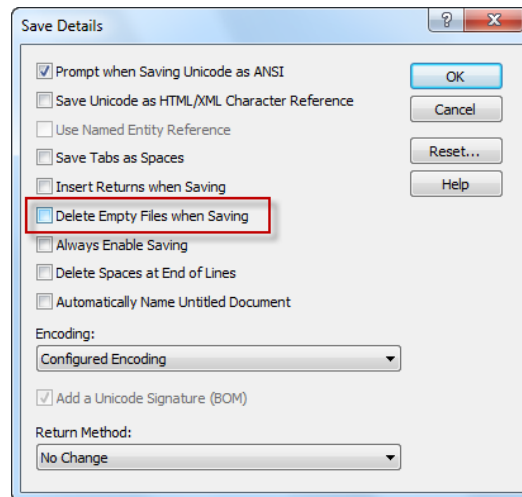 Save Details
Prompt when Saving Unicode as ANSI
OK
Save Unicode as HTML/XML Character Reference
Cancel
Use Named Entity Reference
Save Tabs as Spaces
Reset...
Insert Returns when Saving
Help
Delete Empty Files when Saving
Always Enable Saving
Delete Spaces at End of Lines
Automatically Name Untitled Document
Encoding:
Configured Encoding
Add a Unicode Signature (BOM)
Return Method:
No Change